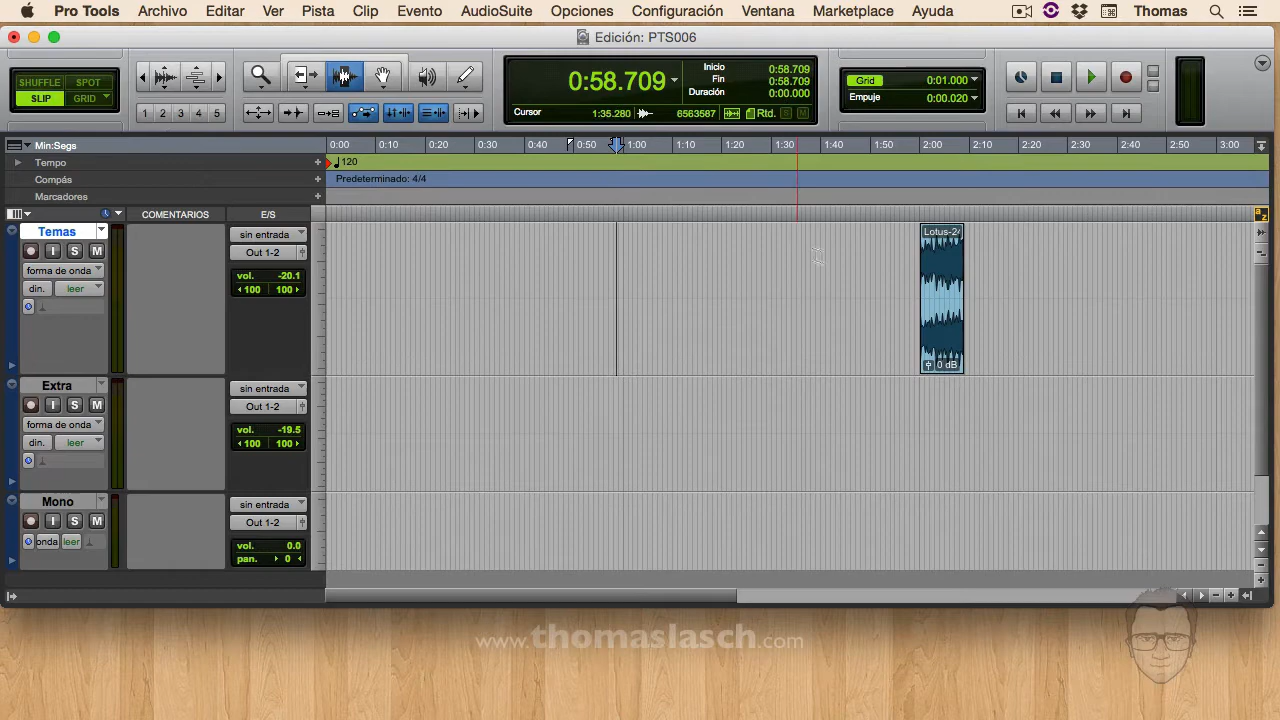 Pro Tools Archivo Editar Ver Pista Clip Evento AudioSuite Opciones Configuración Ventana Marketplace Ayuda Thomas
Edición: PTS006
SHUFFLE SPOT
SLIP GRID
1 2 3 4 5
0:58.709
Inicio 0:58.709
Fin 0:58.709
Duración 0:00.000
Cursor 1:35.280 6563587 Rtd. S M
Grid 0:01.000
Empuje 0:00.020
Min:Segs 0:00 0:10 0:20 0:30 0:40 0:50 1:00 1:10 1:20 1:30 1:40 1:50 2:00 2:10 2:20 2:30 2:40 2:50 3:00
Tempo 120
Compás Predeterminado: 4/4
Marcadores
COMENTARIOS E/S
a z
Temas sin entrada
I S M Out 1-2
forma de onda vol. -20.1
din. leer 100 100
Lotus-24
0 dB
Extra sin entrada
I S M Out 1-2
forma de onda vol. -19.5
din. leer 100 100
Mono sin entrada
I S M Out 1-2
onda leer vol. 0.0
pan. 0
www.thomaslasch.com